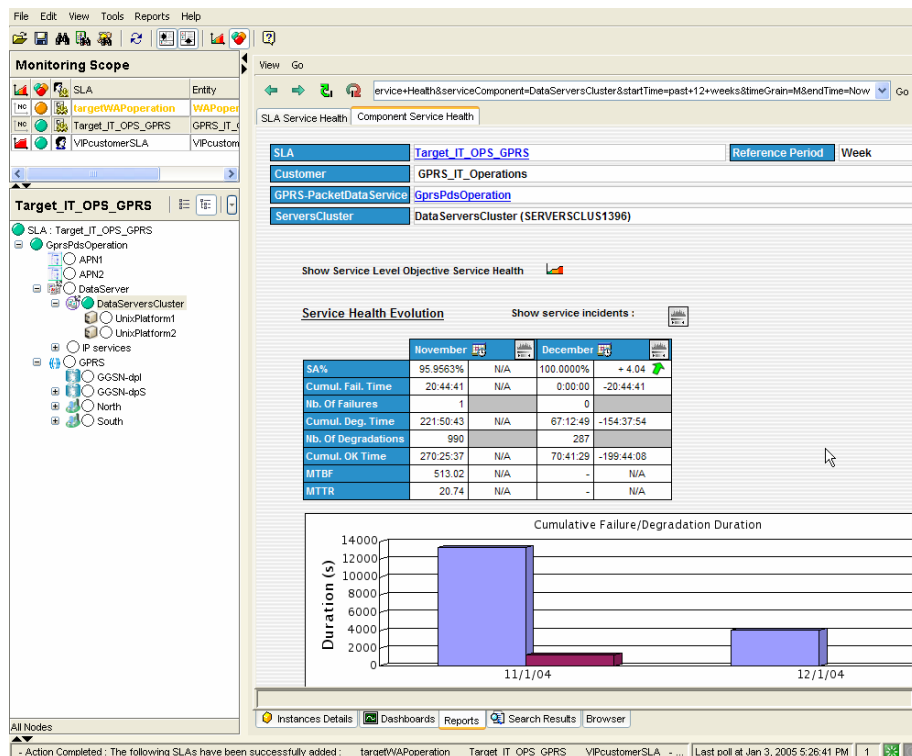 File Edit View Tools Reports Help
Monitoring Scope
SLA Entity
NC targetWAPoperation WAPoper
NC Target_IT_OPS_GPRS GPRS_IT_
VIPcustomerSLA VIPcustom
Target_IT_OPS_GPRS
SLA : Target_IT_OPS_GPRS
GprsPdsOperation
APN1
APN2
DataServer
DataServersCluster
UnixPlatform1
UnixPlatform2
IP services
GPRS
GGSN-dpI
GGSN-dpS
North
South
All Nodes
View Go
ervice+Health&serviceComponent=DataServersCluster&startTime=past+12+weeks&timeGrain=M&endTime=Now Go
SLA Service Health Component Service Health
SLA Target_IT_OPS_GPRS Reference Period Week
Customer GPRS_IT_Operations
GPRS-PacketDataService GprsPdsOperation
ServersCluster DataServersCluster (SERVERSCLUS1396)
Show Service Level Objective Service Health
Service Health Evolution Show service incidents :
November December
SA% 95.9563% N/A 100.0000% + 4.04
Cumul. Fail. Time 20:44:41 N/A 0:00:00 -20:44:41
Nb. Of Failures 1 0
Cumul. Deg. Time 221:50:43 N/A 67:12:49 -154:37:54
Nb. Of Degradations 990 287
Cumul. OK Time 270:25:37 N/A 70:41:29 -199:44:08
MTBF 513.02 N/A - N/A
MTTR 20.74 N/A - N/A
Cumulative Failure/Degradation Duration
Duration (s)
14000
12000
10000
8000
6000
4000
2000
0
11/1/04 12/1/04
Instances Details Dashboards Reports Search Results Browser
- Action Completed : The following SLAs have been successfully added : targetWAPoperation Target_IT_OPS_GPRS VIPcustomerSLA - ... Last poll at Jan 3, 2005 5:26:41 PM 1